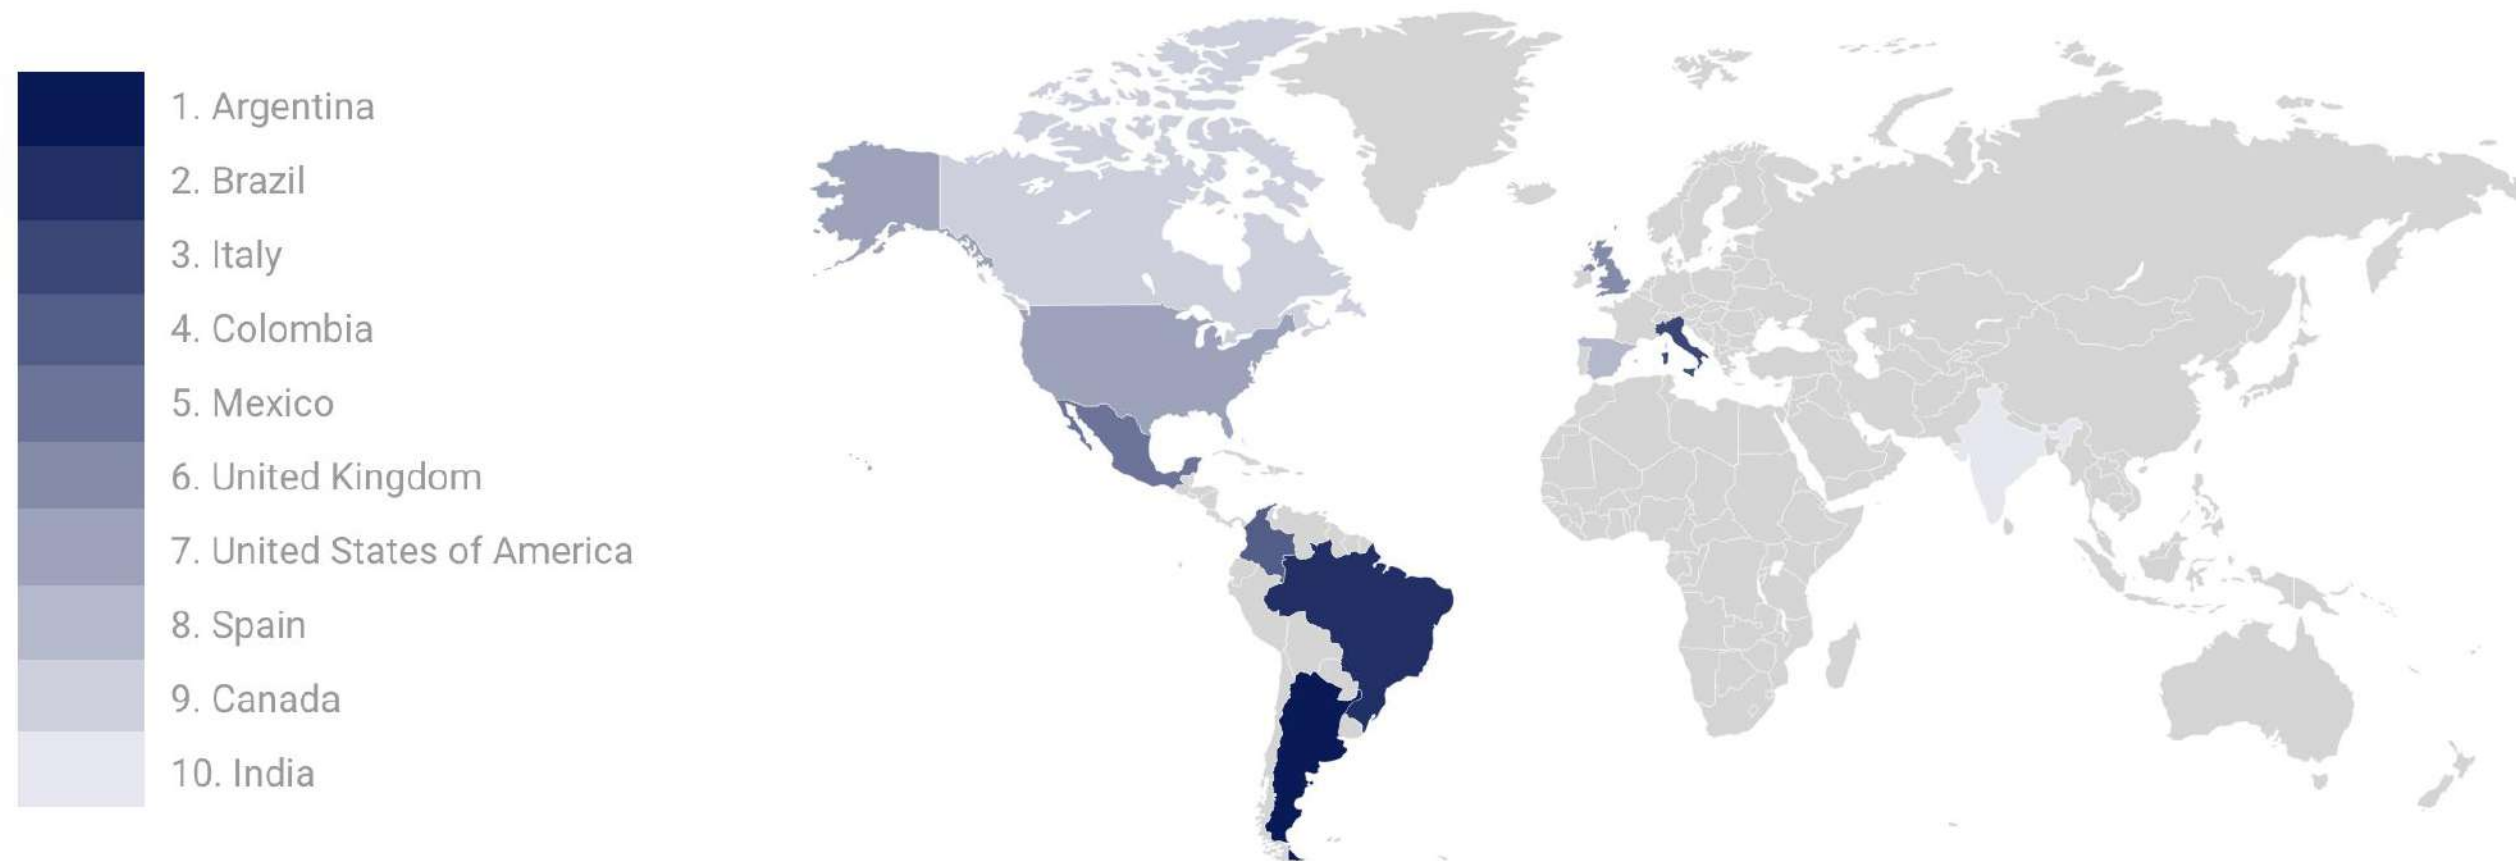 1. Argentina
2. Brazil
3. Italy
4. Colombia
5. Mexico
6. United Kingdom
7. United States of America
8. Spain
9. Canada
10. India